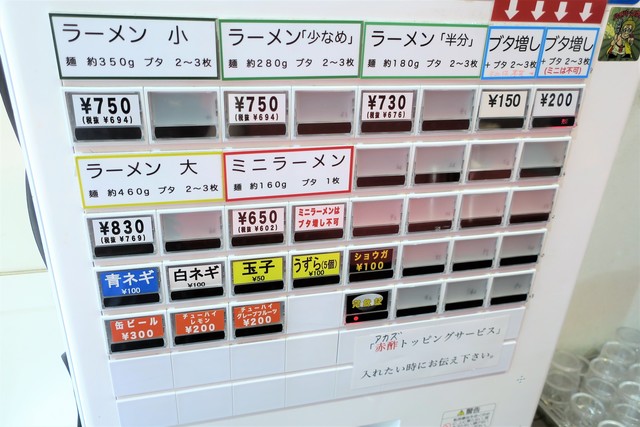 ラーメン 小
麺 約350g ブタ 2～3枚
ラーメン「少なめ」
麺 約280g ブタ 2～3枚
ラーメン「半分」
麺 約180g ブタ 2～3枚
ブタ増し
+ ブタ 2～3枚
ブタ増し
+ ブタ 2～3枚
(ミニは不可)
¥750
(税抜 ¥694)
¥750
(税抜 ¥694)
¥730
(税抜 ¥676)
¥150
¥200
ラーメン 大
麺 約460g ブタ 2～3枚
ミニラーメン
麺 約160g ブタ 1枚
¥830
(税抜 ¥769)
¥650
(税抜 ¥602)
ミニラーメンは
ブタ増し不可
青ネギ
¥100
白ネギ
¥100
玉子
¥50
うずら(5個)
¥100
ショウガ
¥100
缶ビール
¥300
チューハイ
レモン
¥200
チューハイ
グレープフルーツ
¥200
アカズ
「赤酢トッピングサービス」
入れたい時にお伝え下さい。
警告